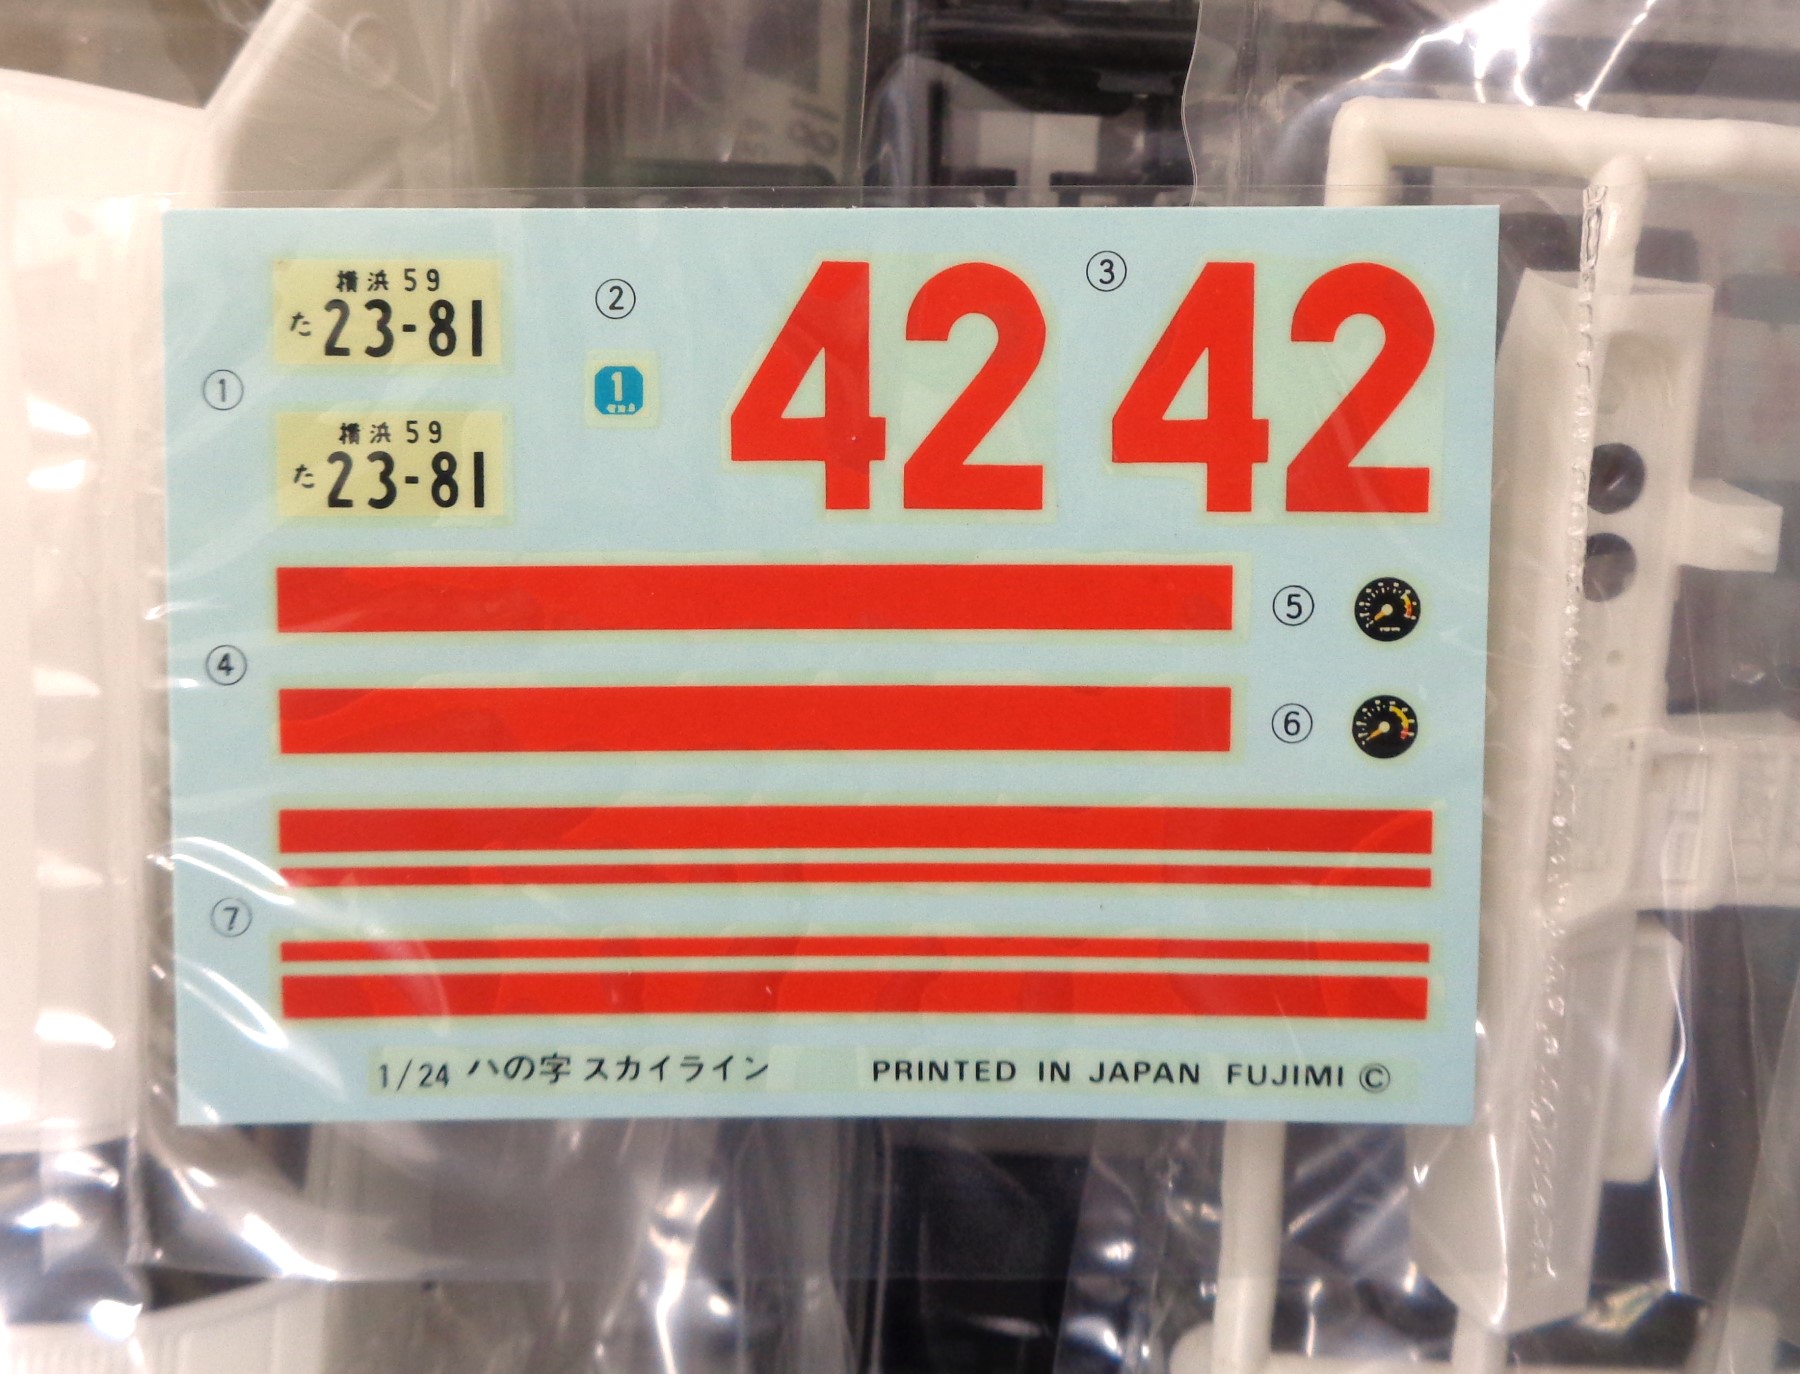 横浜 59
た 23-81
①
横浜 59
た 23-81
②
1
③
42 42
④
⑤
⑥
⑦
1/24 ハの字 スカイライン PRINTED IN JAPAN FUJIMI ©